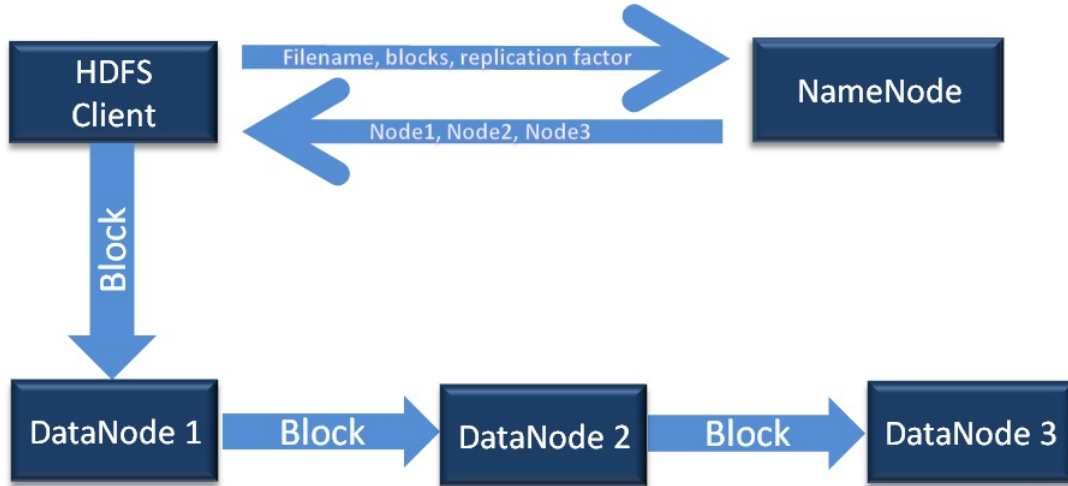 HDFS
Client
Filename, blocks, replication factor
NameNode
Node1, Node2, Node3
Block
DataNode 1
Block
DataNode 2
Block
DataNode 3